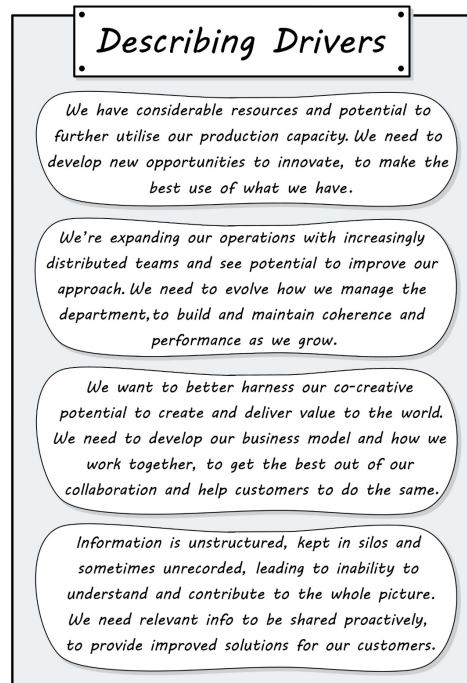 Describing Drivers
We have considerable resources and potential to
further utilise our production capacity. We need to
develop new opportunities to innovate, to make the
best use of what we have.
We're expanding our operations with increasingly
distributed teams and see potential to improve our
approach. We need to evolve how we manage the
department,to build and maintain coherence and
performance as we grow.
We want to better harness our co-creative
potential to create and deliver value to the world.
We need to develop our business model and how we
work together, to get the best out of our
collaboration and help customers to do the same.
Information is unstructured, kept in silos and
sometimes unrecorded, leading to inability to
understand and contribute to the whole picture.
We need relevant info to be shared proactively,
to provide improved solutions for our customers.